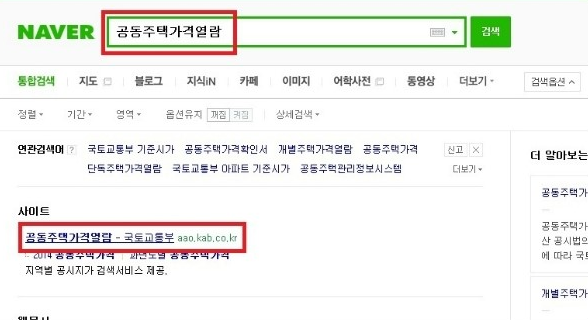 NAVER 공동주택가격열람 검색
통합검색 지도 블로그 지식iN 카페 이미지 어학사전 동영상 더보기 검색옵션
정렬 기간 영역 옵션유지 꺼짐 켜짐 상세검색
연관검색어 ? 국토교통부 기준시가 공동주택가격확인서 개별주택가격열람 공동주택가격 신고 X
단독주택가격열람 국토교통부 아파트 기준시가 공동주택관리정보시스템 더보기
더 알아보는
사이트
공동주택가격열람 - 국토교통부 aao.kab.co.kr
2014 공동주택가격 | 과년도별 공동주택가격
지역별 공시지가 검색서비스 제공.
공동주택가
공동주택가
산 공시법의
에 따라 국토
개별주택가